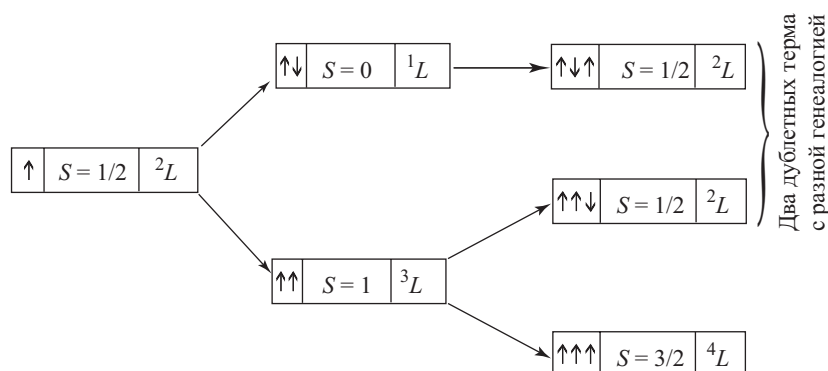 ↑↓ S = 0 ¹L
↑↓↑ S = 1/2 ²L
↑ S = 1/2 ²L
↑↑↓ S = 1/2 ²L
↑↑ S = 1 ³L
↑↑↑ S = 3/2 ⁴L
Два дублетных терма
с разной генеалогией